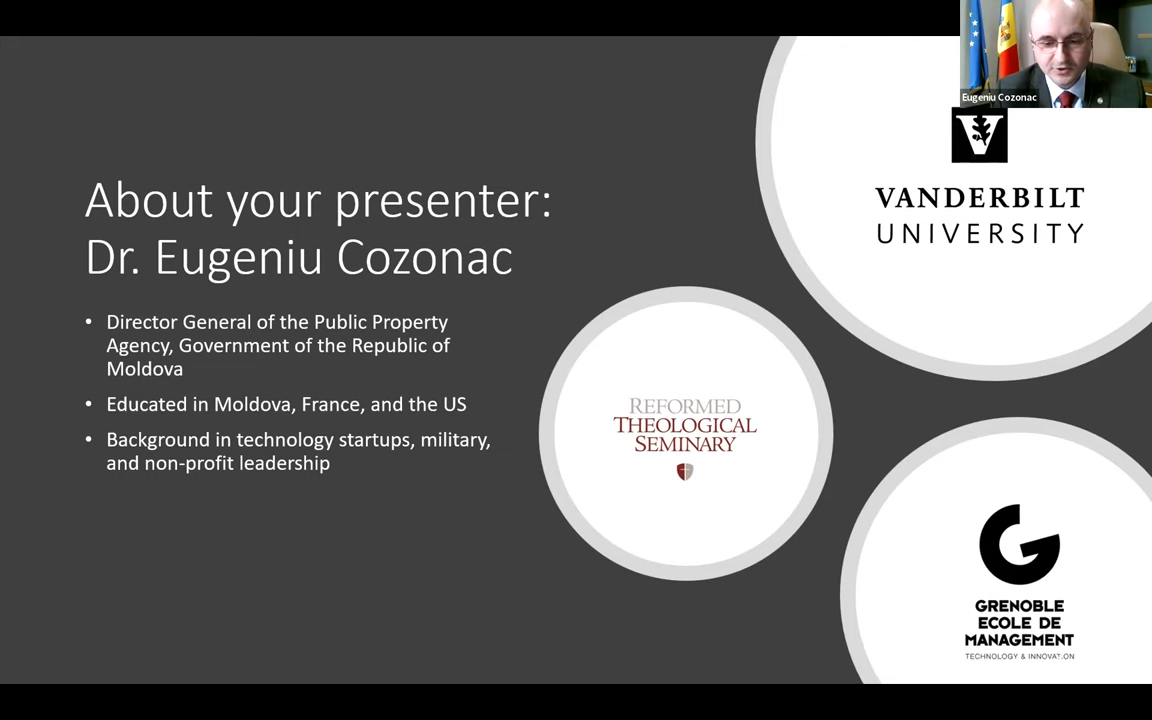 Eugeniu Cozonac
About your presenter:
Dr. Eugeniu Cozonac
• Director General of the Public Property
Agency, Government of the Republic of
Moldova
• Educated in Moldova, France, and the US
• Background in technology startups, military,
and non-profit leadership
V
VANDERBILT
UNIVERSITY
REFORMED
THEOLOGICAL
SEMINARY
G
GRENOBLE
ECOLE DE
MANAGEMENT
TECHNOLOGY & INNOVATION